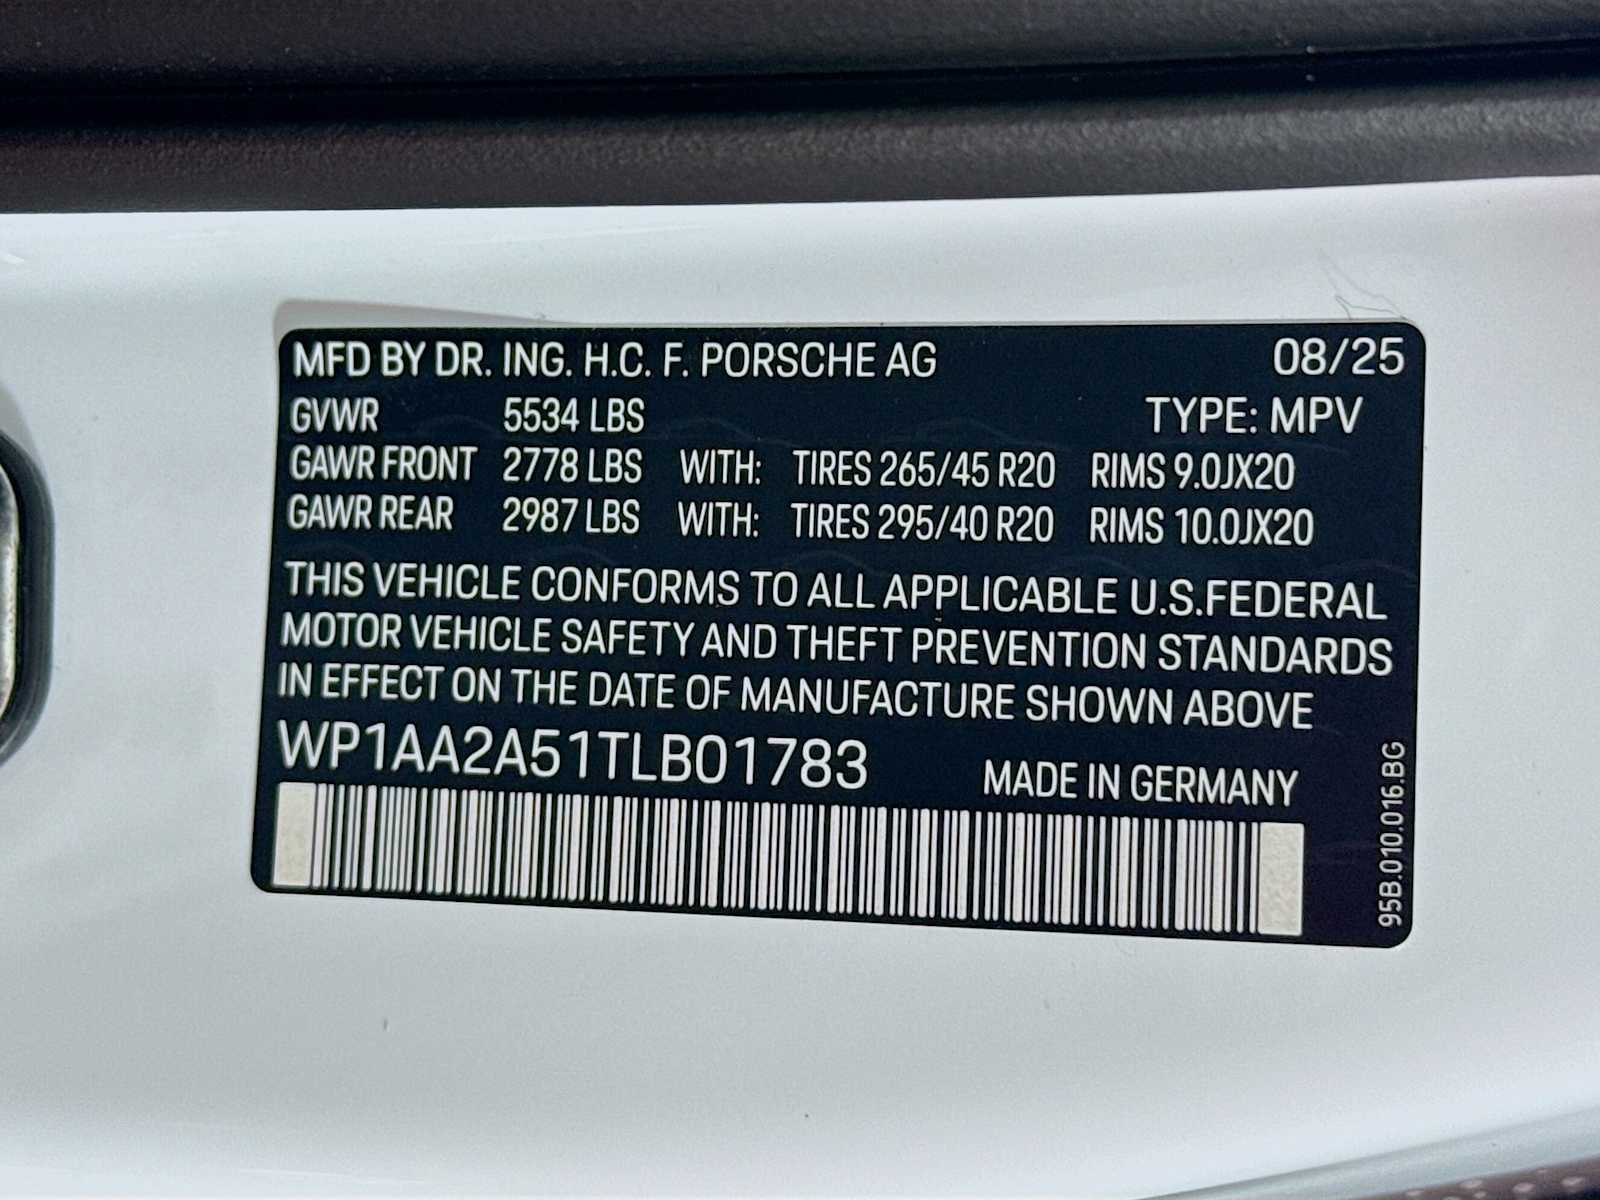 MFD BY DR. ING. H.C. F. PORSCHE AG 08/25
GVWR 5534 LBS TYPE: MPV
GAWR FRONT 2778 LBS WITH: TIRES 265/45 R20 RIMS 9.0JX20
GAWR REAR 2987 LBS WITH: TIRES 295/40 R20 RIMS 10.0JX20
THIS VEHICLE CONFORMS TO ALL APPLICABLE U.S.FEDERAL
MOTOR VEHICLE SAFETY AND THEFT PREVENTION STANDARDS
IN EFFECT ON THE DATE OF MANUFACTURE SHOWN ABOVE
WP1AA2A51TLB01783 MADE IN GERMANY
95B.010.016.BG